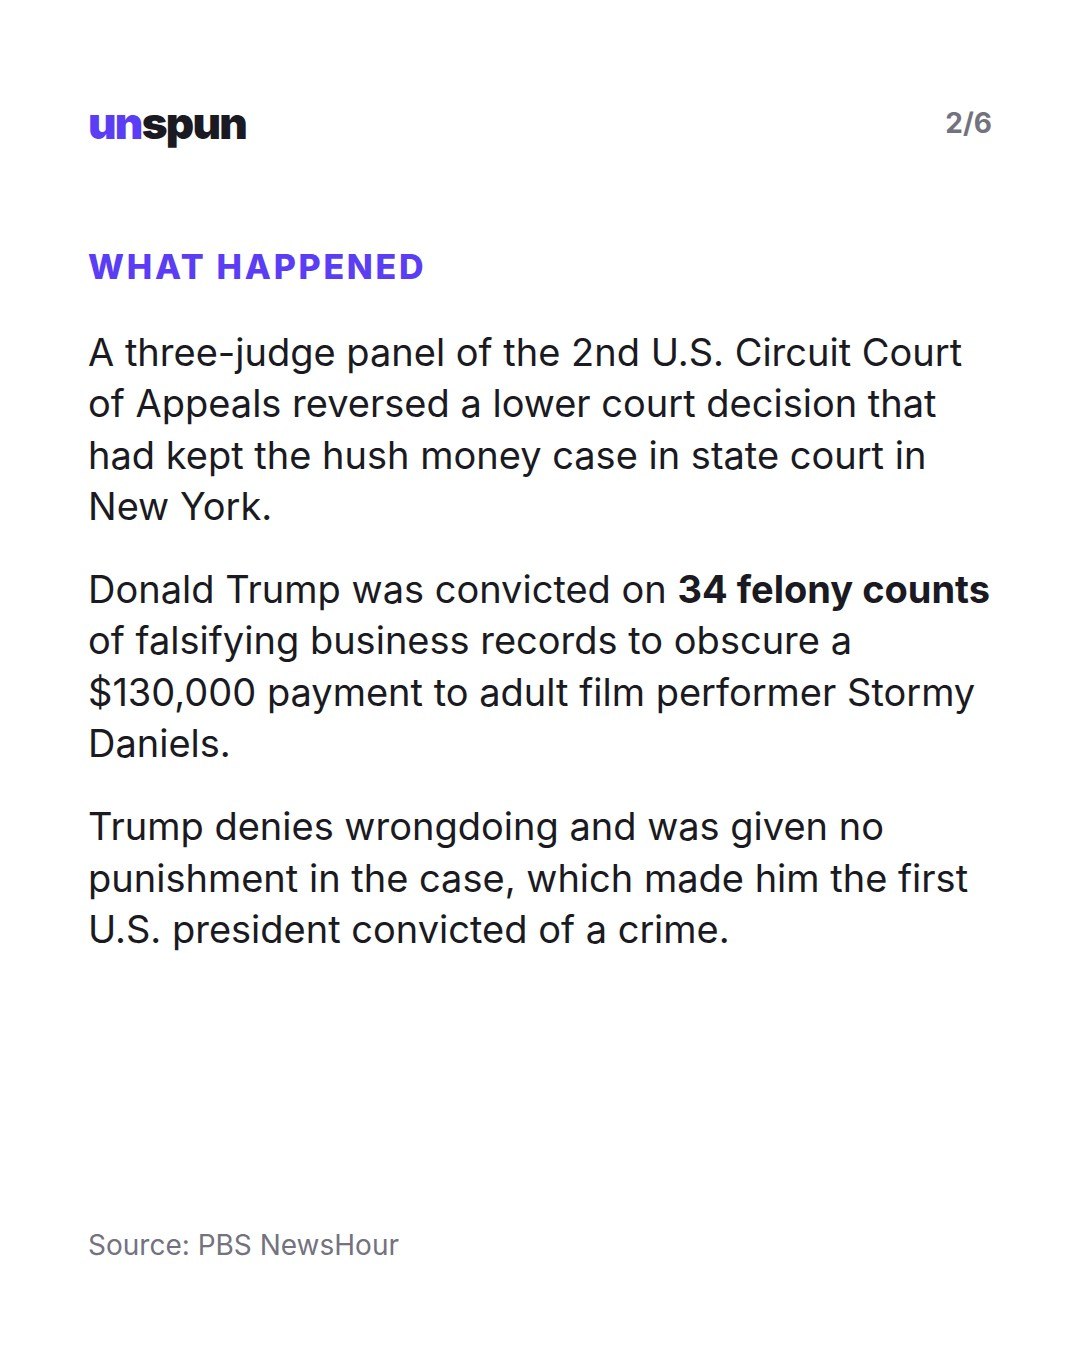 unspun
2/6
WHAT HAPPENED
A three-judge panel of the 2nd U.S. Circuit Court
of Appeals reversed a lower court decision that
had kept the hush money case in state court in
New York.
Donald Trump was convicted on 34 felony counts
of falsifying business records to obscure a
$130,000 payment to adult film performer Stormy
Daniels.
Trump denies wrongdoing and was given no
punishment in the case, which made him the first
U.S. president convicted of a crime.
Source: PBS NewsHour